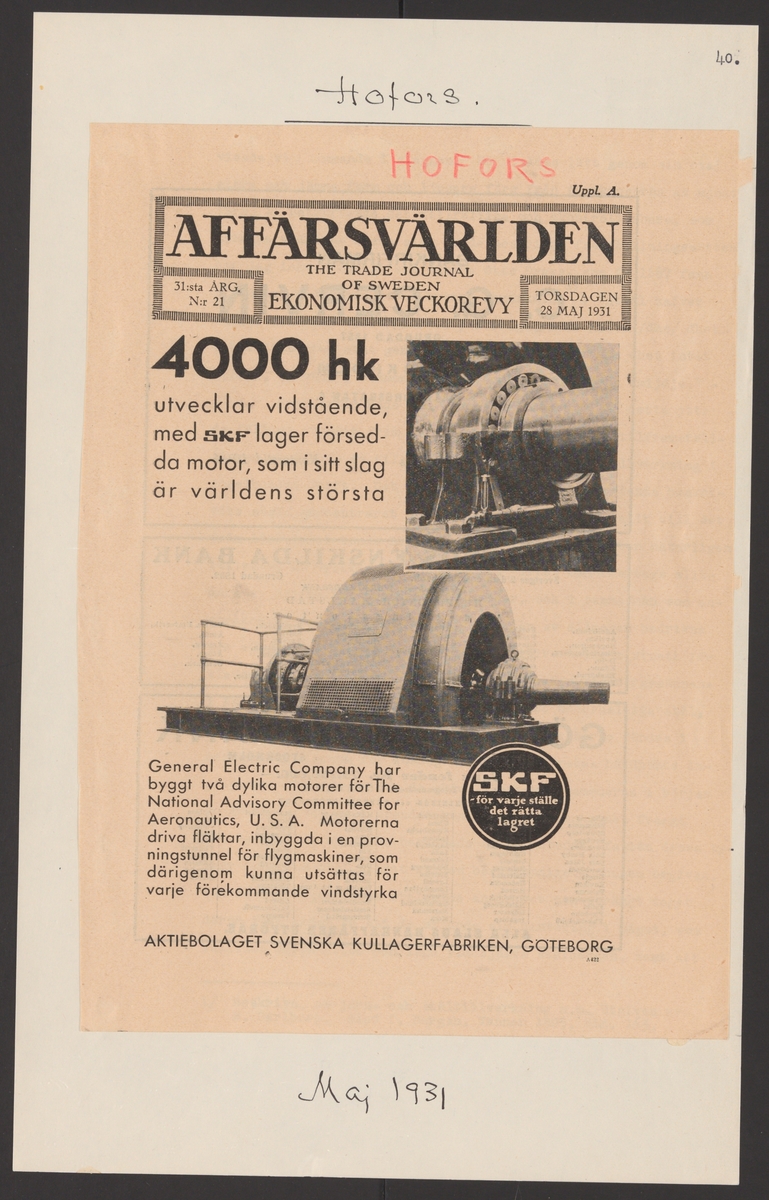 40.
Hofors.
HOFORS
Uppl. A.
AFFÄRSVÄRLDEN
THE TRADE JOURNAL
OF SWEDEN
EKONOMISK VECKOREVY
31:sta ÅRG.
N:r 21
TORSDAGEN
28 MAJ 1931
4000 hk
utvecklar vidstående,
med SKF lager försed-
da motor, som i sitt slag
är världens största
General Electric Company har
byggt två dylika motorer för The
National Advisory Committee for
Aeronautics, U. S. A. Motorerna
driva fläktar, inbyggda i en prov-
ningstunnel för flygmaskiner, som
därigenom kunna utsättas för
varje förekommande vindstyrka
SKF
-för varje ställe
det rätta
lagret
AKTIEBOLAGET SVENSKA KULLAGERFABRIKEN, GÖTEBORG
A 422
Maj 1931